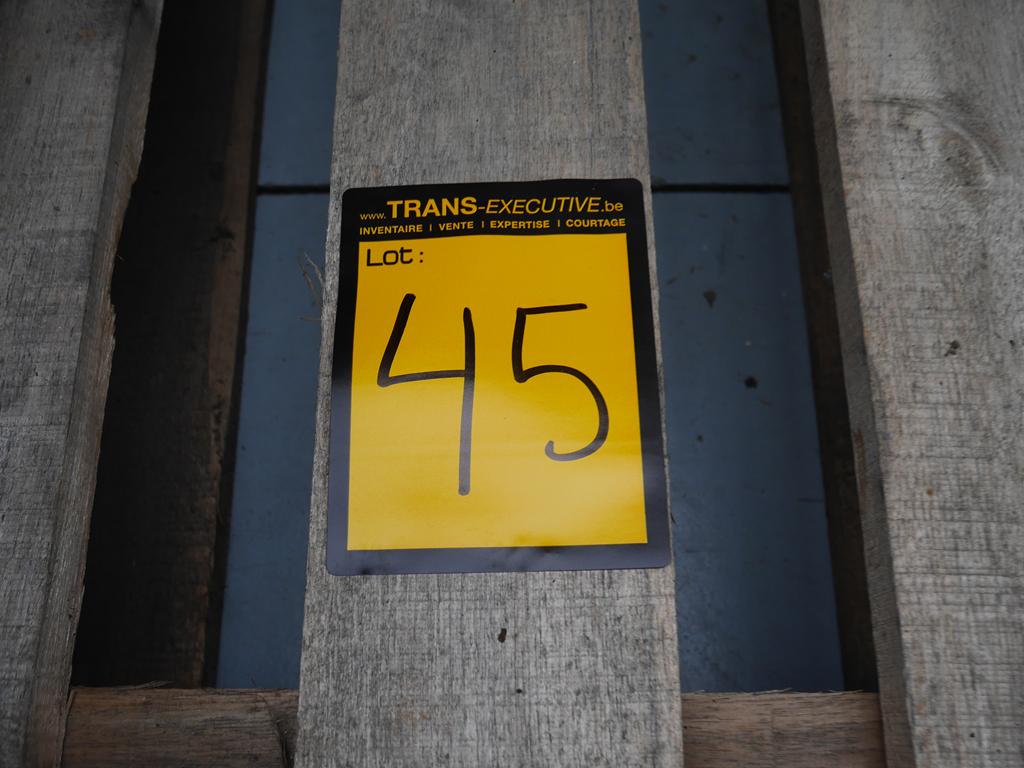 www.TRANS-EXECUTIVE.be
INVENTAIRE | VENTE | EXPERTISE | COURTAGE
Lot:
45